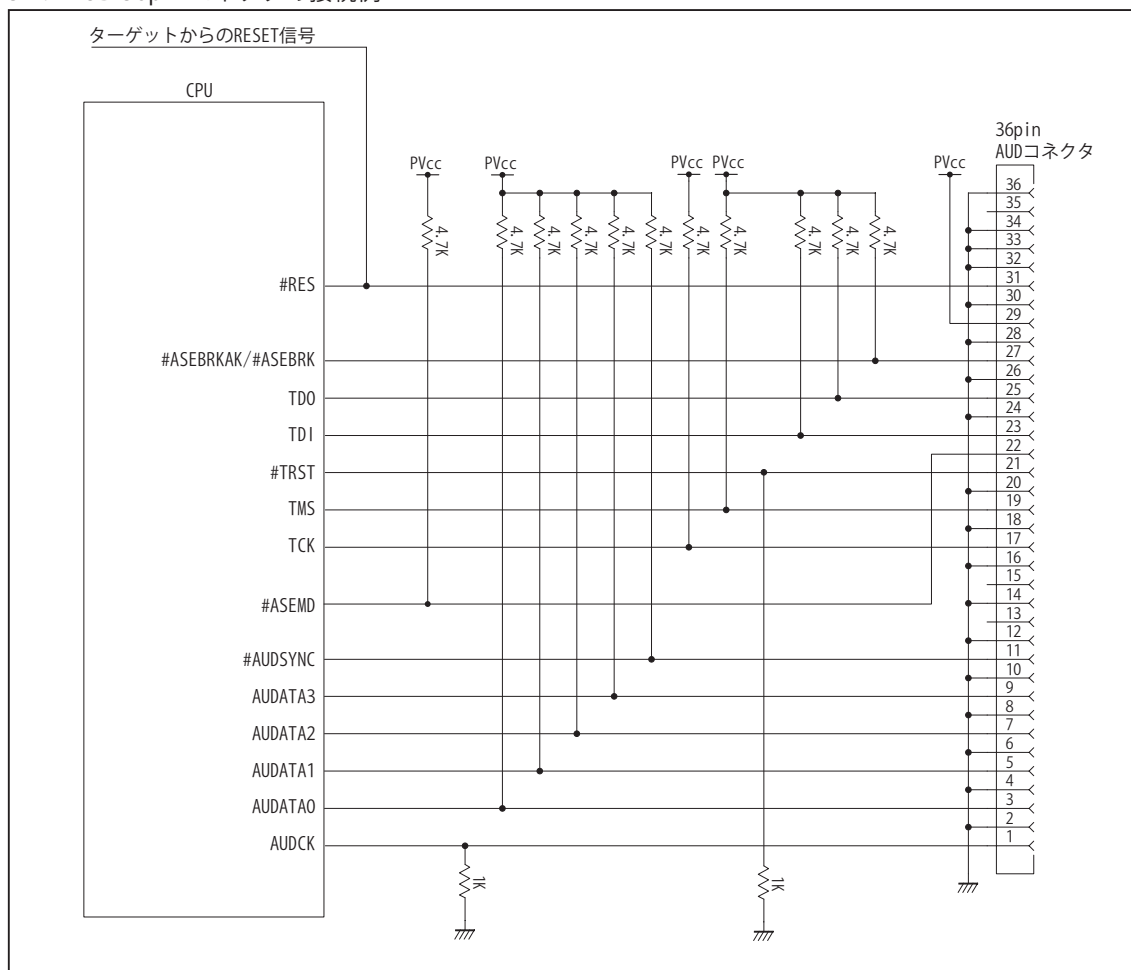 ターゲットからのRESET信号
CPU
36pin
AUDコネクタ
PVcc
PVcc
PVcc
PVcc
PVcc
4.7K
4.7K
4.7K
4.7K
4.7K
4.7K
4.7K
4.7K
4.7K
4.7K
4.7K
#RES
#ASEBRKAK/#ASEBRK
TDO
TDI
#TRST
TMS
TCK
#ASEMD
#AUDSYNC
AUDATA3
AUDATA2
AUDATA1
AUDATA0
AUDCK
1K
1K
36
35
34
33
32
31
30
29
28
27
26
25
24
23
22
21
20
19
18
17
16
15
14
13
12
11
10
9
8
7
6
5
4
3
2
1